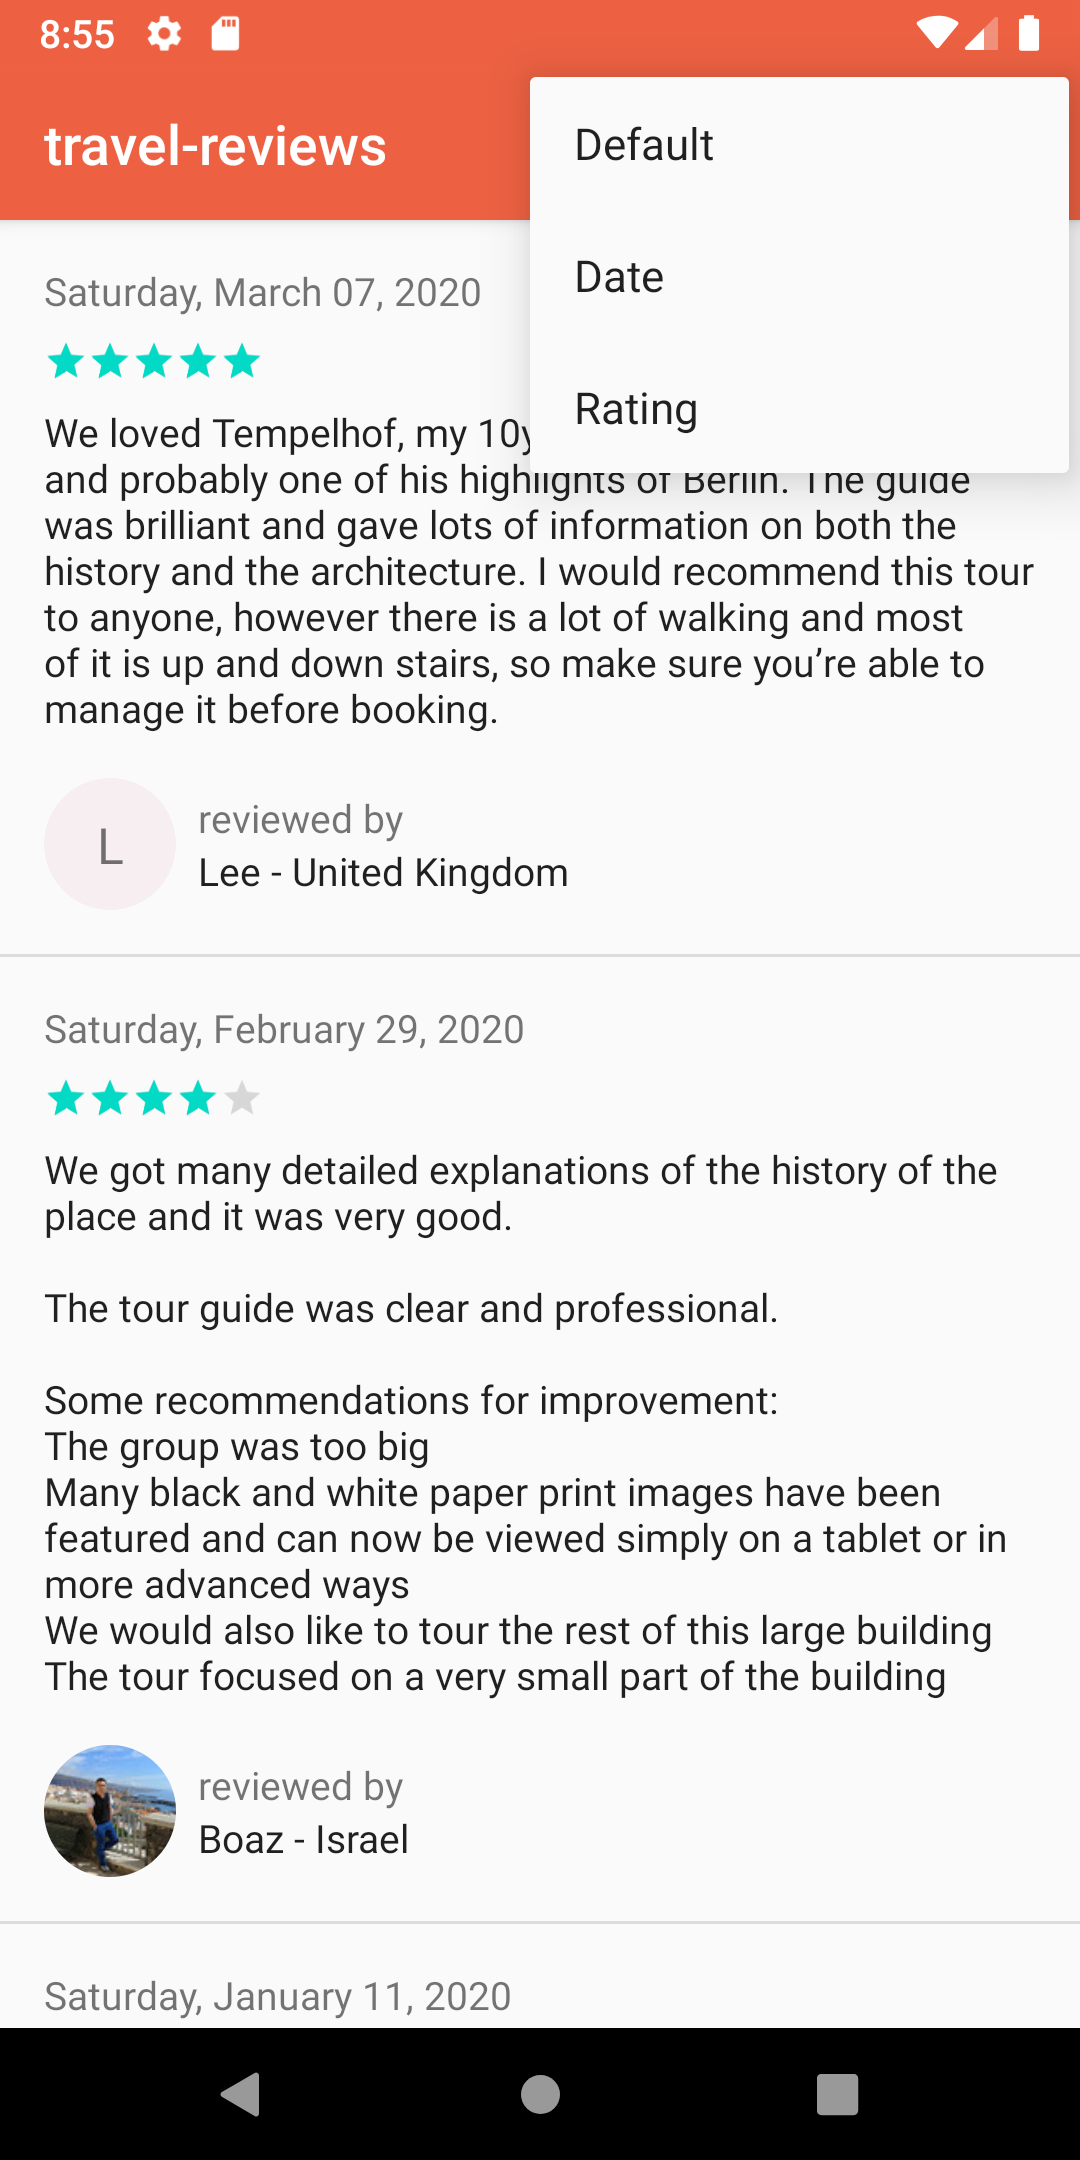 8:55
travel-reviews
Default
Date
Rating
Saturday, March 07, 2020
We loved Tempelhof, my 10y
and probably one of his highlights of Berlin. The guide
was brilliant and gave lots of information on both the
history and the architecture. I would recommend this tour
to anyone, however there is a lot of walking and most
of it is up and down stairs, so make sure you’re able to
manage it before booking.
L
reviewed by
Lee - United Kingdom
Saturday, February 29, 2020
We got many detailed explanations of the history of the
place and it was very good.
The tour guide was clear and professional.
Some recommendations for improvement:
The group was too big
Many black and white paper print images have been
featured and can now be viewed simply on a tablet or in
more advanced ways
We would also like to tour the rest of this large building
The tour focused on a very small part of the building
reviewed by
Boaz - Israel
Saturday, January 11, 2020